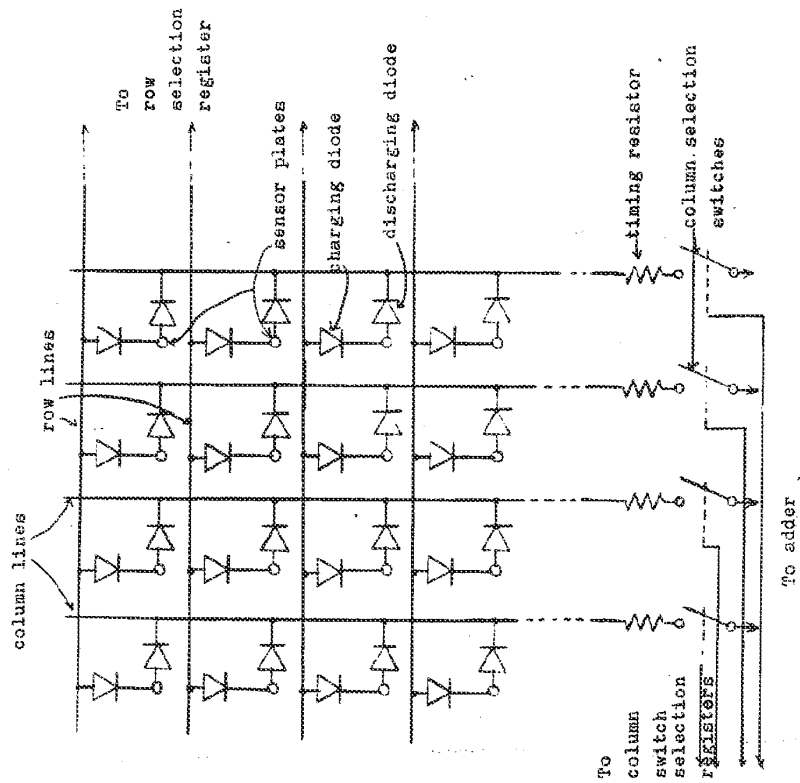 To
row
selection
register
sensor plates
charging diode
discharging diode
timing resistor
column selection
switches
row lines
column lines
To
column
switch
selection
registers
To adder